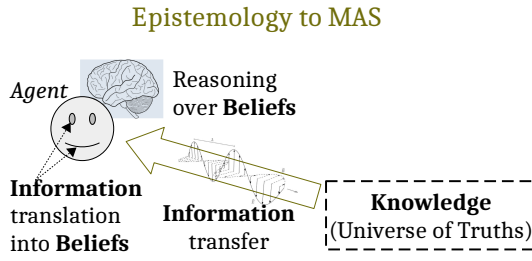 Epistemology to MAS
Agent
Reasoning
over Beliefs
Information
translation
into Beliefs
Information
transfer
Knowledge
(Universe of Truths)